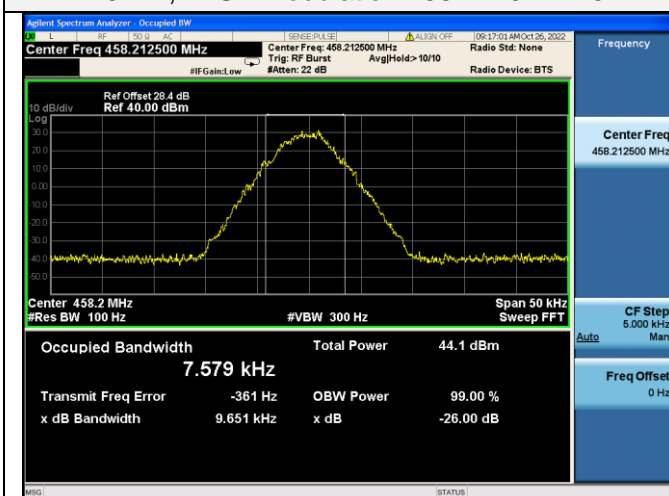 Agilent Spectrum Analyzer - Occupied BW
L RF 50 Ω AC SENSE:PULSE ALIGN OFF 09:17:01 AM Oct 26, 2022
Center Freq 458.212500 MHz
Center Freq: 458.212500 MHz
Radio Std: None
Trig: RF Burst Avg|Hold:> 10/10
#IFGain:Low
#Atten: 22 dB
Radio Device: BTS
Ref Offset 28.4 dB
10 dB/div Ref 40.00 dBm
Log
30.0
20.0
10.0
0.00
-10.0
-20.0
-30.0
-40.0
-50.0
Center 458.2 MHz Span 50 kHz
#Res BW 100 Hz #VBW 300 Hz Sweep FFT
Occupied Bandwidth Total Power 44.1 dBm
7.579 kHz
Transmit Freq Error -361 Hz OBW Power 99.00 %
x dB Bandwidth 9.651 kHz x dB -26.00 dB
MSG STATUS
Frequency
Center Freq
458.212500 MHz
CF Step
5.000 kHz
Auto Man
Freq Offset
0 Hz